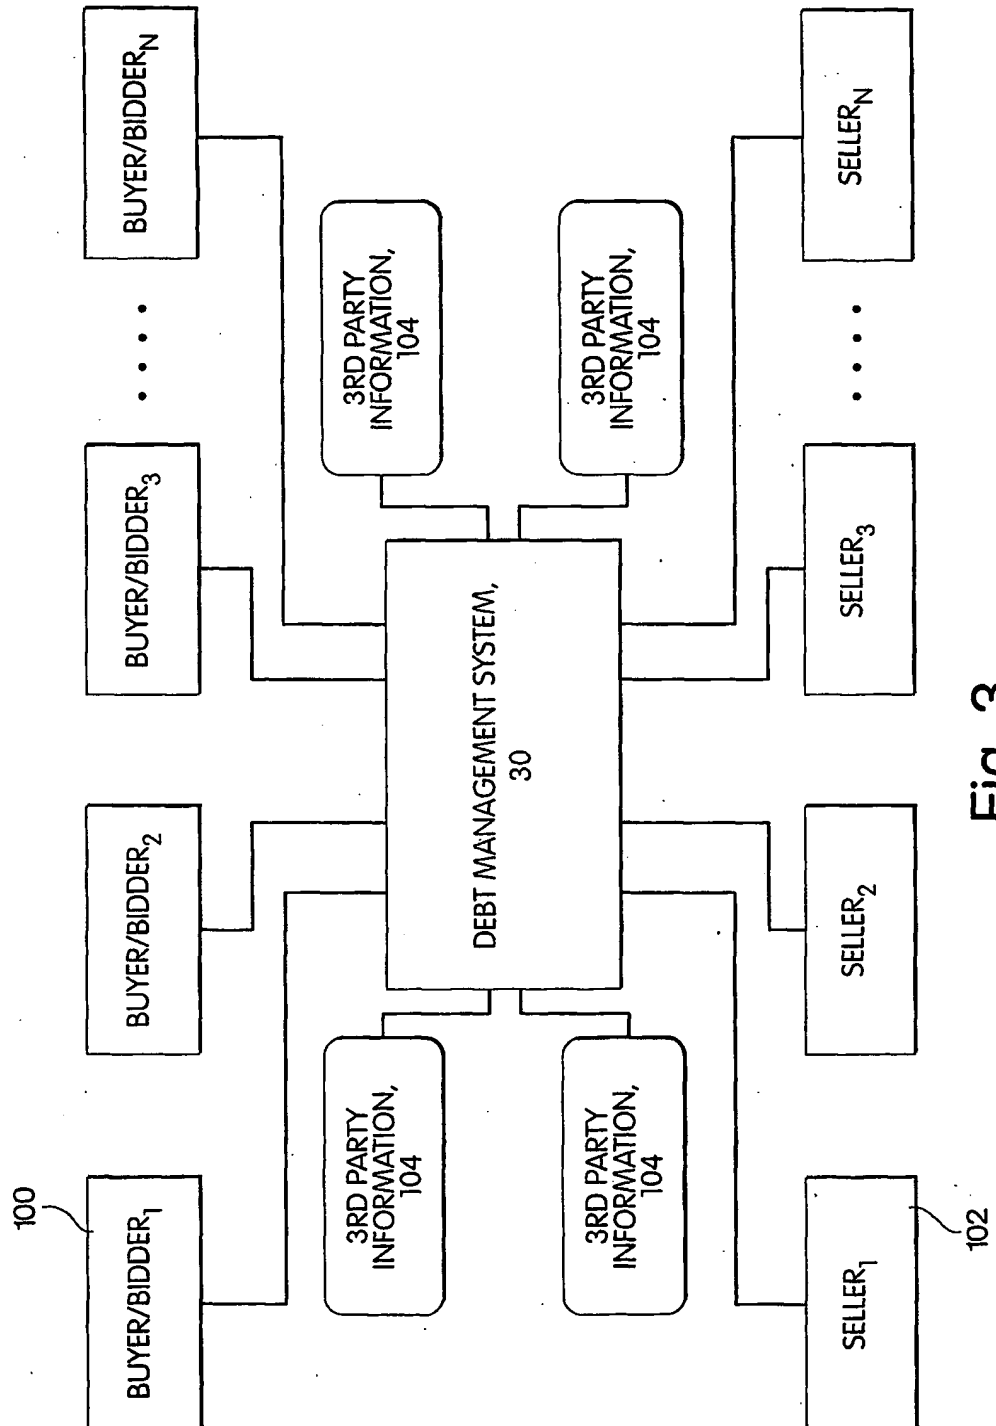 100
BUYER/BIDDER1
BUYER/BIDDER2
BUYER/BIDDER3
. . . .
BUYER/BIDDERN
3RD PARTY
INFORMATION,
104
3RD PARTY
INFORMATION,
104
DEBT MANAGEMENT SYSTEM,
30
3RD PARTY
INFORMATION,
104
3RD PARTY
INFORMATION,
104
SELLER1
SELLER2
SELLER3
. . . .
SELLERN
102
Fig. 3